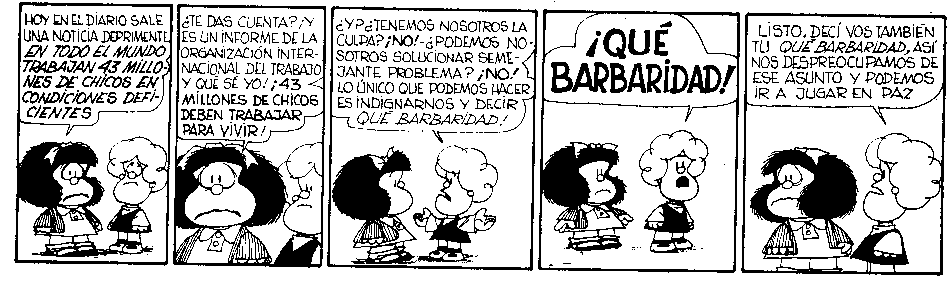 HOY EN EL DIARIO SALE
UNA NOTICIA DEPRIMENTE
EN TODO EL MUNDO
TRABAJAN 43 MILLO-
NES DE CHICOS EN
CONDICIONES DEFI-
CIENTES
¿TE DAS CUENTA? ¡Y
ES UN INFORME DE LA
ORGANIZACIÓN INTER-
NACIONAL DEL TRABAJO
Y QUÉ SÉ YO! ¡43
MILLONES DE CHICOS
DEBEN TRABAJAR
PARA VIVIR!
¿Y? ¿TENEMOS NOSOTROS LA
CULPA? ¡NO! - ¿PODEMOS NO-
SOTROS SOLUCIONAR SEME-
JANTE PROBLEMA? ¡NO!
LO ÚNICO QUE PODEMOS HACER
ES INDIGNARNOS Y DECIR
QUÉ BARBARIDAD!
¡QUÉ
BARBARIDAD!
LISTO, DECÍ VOS TAMBIÉN
TU QUÉ BARBARIDAD, ASÍ
NOS DESPREOCUPAMOS DE
ESE ASUNTO Y PODEMOS
IR A JUGAR EN PAZ